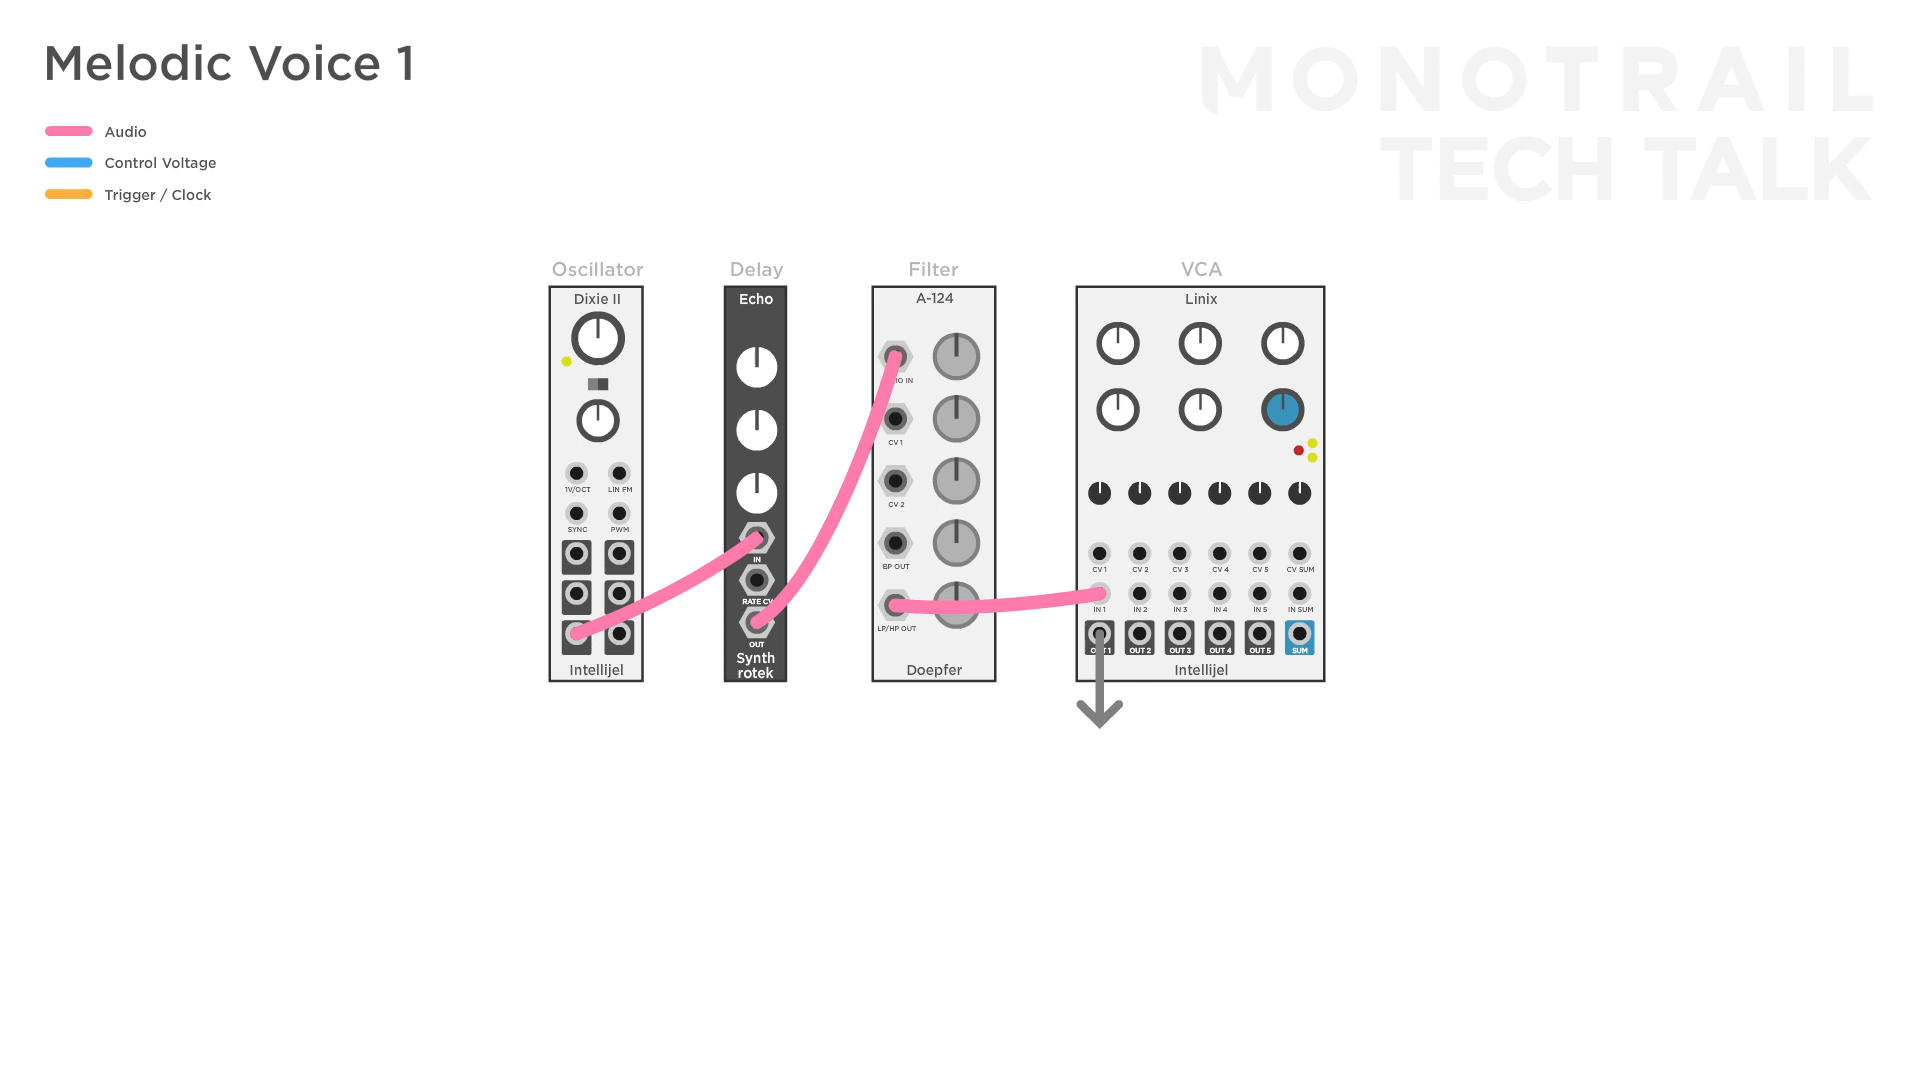 Melodic Voice 1
MONOTRAIL
TECH TALK
Audio
Control Voltage
Trigger / Clock
Oscillator
Delay
Filter
VCA
Dixie II
Echo
A-124
Linix
1V/OCT
LIN FM
SYNC
PWM
Intellijel
IN
RATE CV
OUT
Synth
rotek
IO IN
CV 1
CV 2
BP OUT
LP/HP OUT
Doepfer
CV 1
CV 2
CV 3
CV 4
CV 5
CV SUM
IN 1
IN 2
IN 3
IN 4
IN 5
IN SUM
OUT 2
OUT 3
OUT 4
OUT 5
SUM
Intellijel